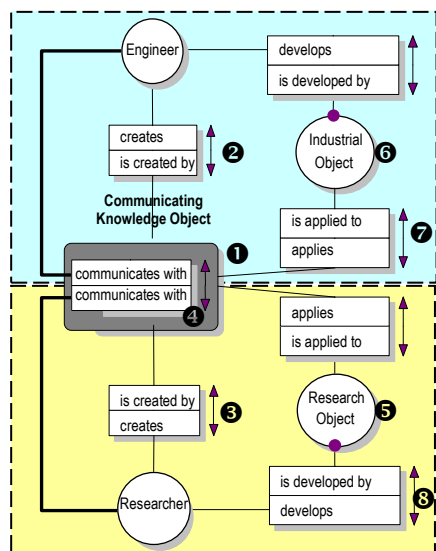 Engineer
develops
is developed by
creates
is created by
❷
Industrial
Object
❻
Communicating
Knowledge Object
is applied to
applies
❼
❶
communicates with
communicates with
❹
applies
is applied to
is created by
creates
❸
Research
Object
❺
Researcher
is developed by
develops
❽